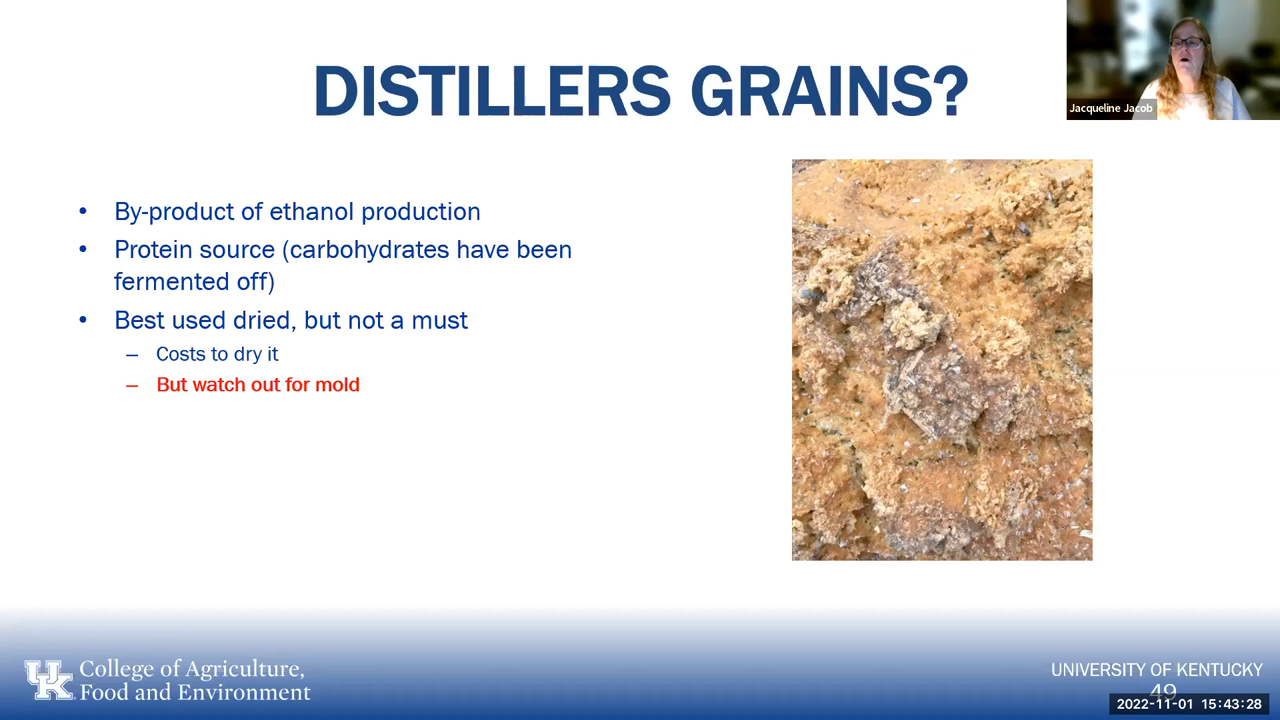 DISTILLERS GRAINS?
Jacqueline Jacob
• By-product of ethanol production
• Protein source (carbohydrates have been
fermented off)
• Best used dried, but not a must
– Costs to dry it
– But watch out for mold
UK College of Agriculture,
Food and Environment
UNIVERSITY OF KENTUCKY
49
2022-11-01 15:43:28